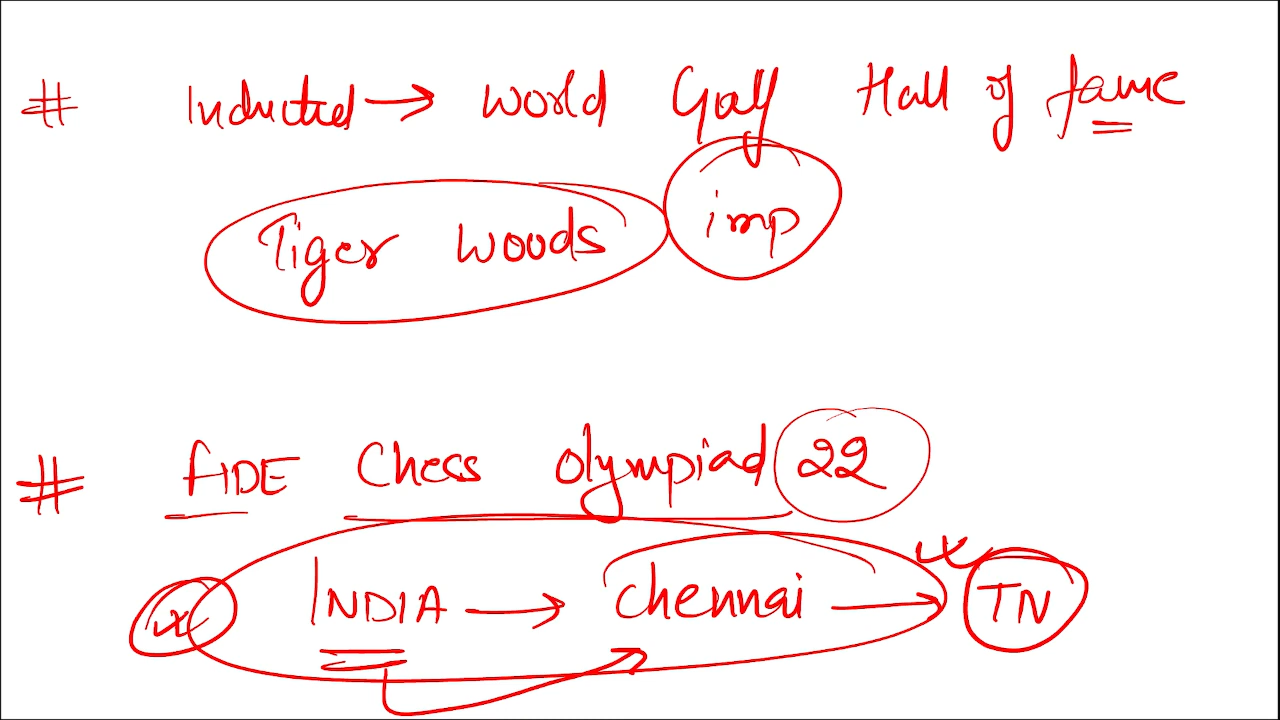 # Inducted → World Golf Hall of fame
Tiger Woods imp
# FIDE Chess Olympiad 22
INDIA → Chennai → TN